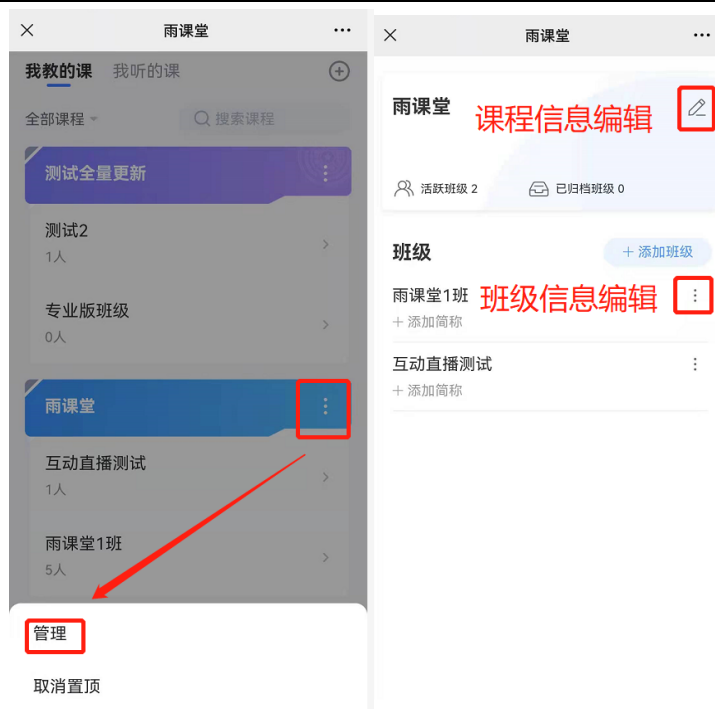 雨课堂
我教的课 我听的课
全部课程 搜索课程
测试全量更新
测试2
1人
专业版班级
0人
雨课堂
互动直播测试
1人
雨课堂1班
5人
管理
取消置顶
雨课堂
雨课堂 课程信息编辑
活跃班级 2 已归档班级 0
班级 +添加班级
雨课堂1班 班级信息编辑
+添加简称
互动直播测试
+添加简称